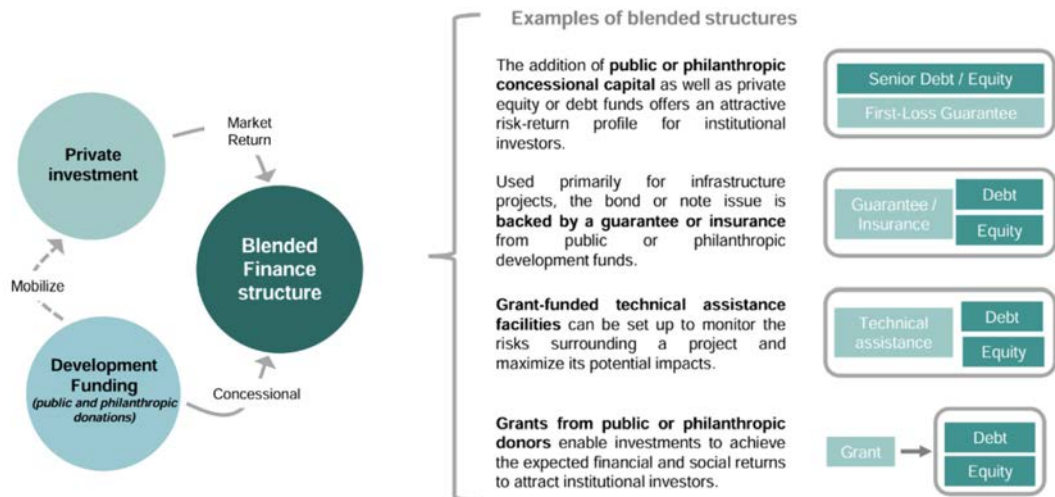 Examples of blended structures
Market
Return
Private
investment
Mobilize
Blended
Finance
structure
Development
Funding
(public and philanthropic
donations)
Concessional
The addition of public or philanthropic
concessional capital as well as private
equity or debt funds offers an attractive
risk-return profile for institutional
investors.
Senior Debt / Equity
First-Loss Guarantee
Used primarily for infrastructure
projects, the bond or note issue is
backed by a guarantee or insurance
from public or philanthropic
development funds.
Guarantee /
Insurance
Debt
Equity
Grant-funded technical assistance
facilities can be set up to monitor the
risks surrounding a project and
maximize its potential impacts.
Technical
assistance
Debt
Equity
Grants from public or philanthropic
donors enable investments to achieve
the expected financial and social returns
to attract institutional investors.
Grant
Debt
Equity